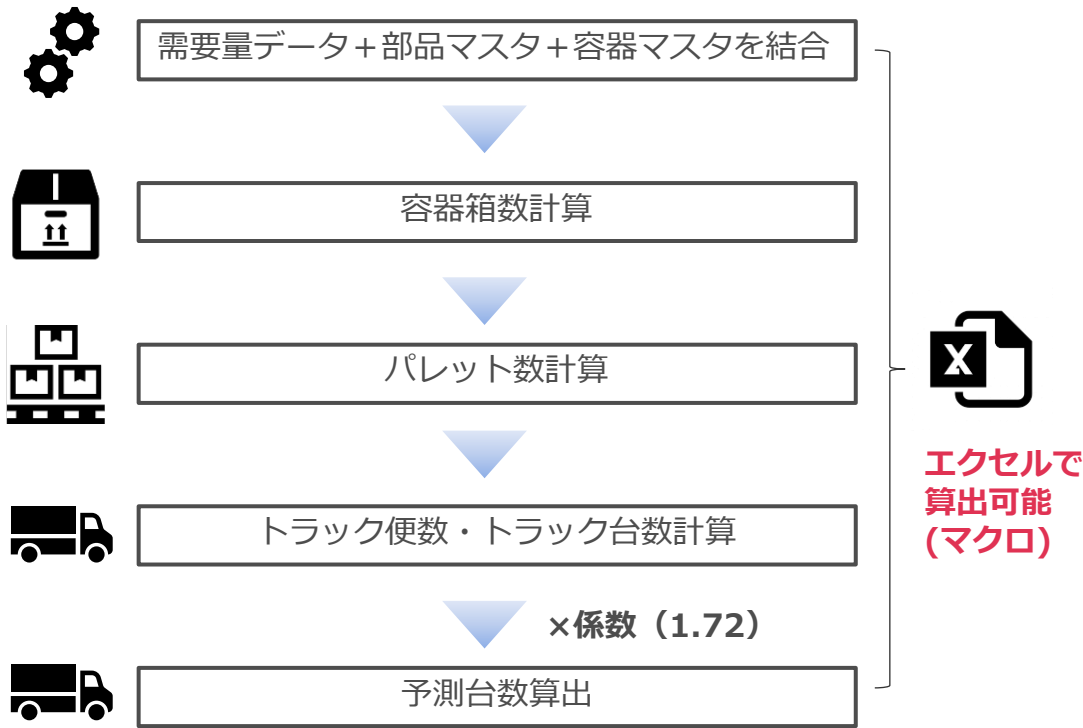 需要量データ＋部品マスタ＋容器マスタを結合
容器箱数計算
パレット数計算
X
エクセルで
算出可能
(マクロ)
トラック便数・トラック台数計算
×係数（1.72）
予測台数算出